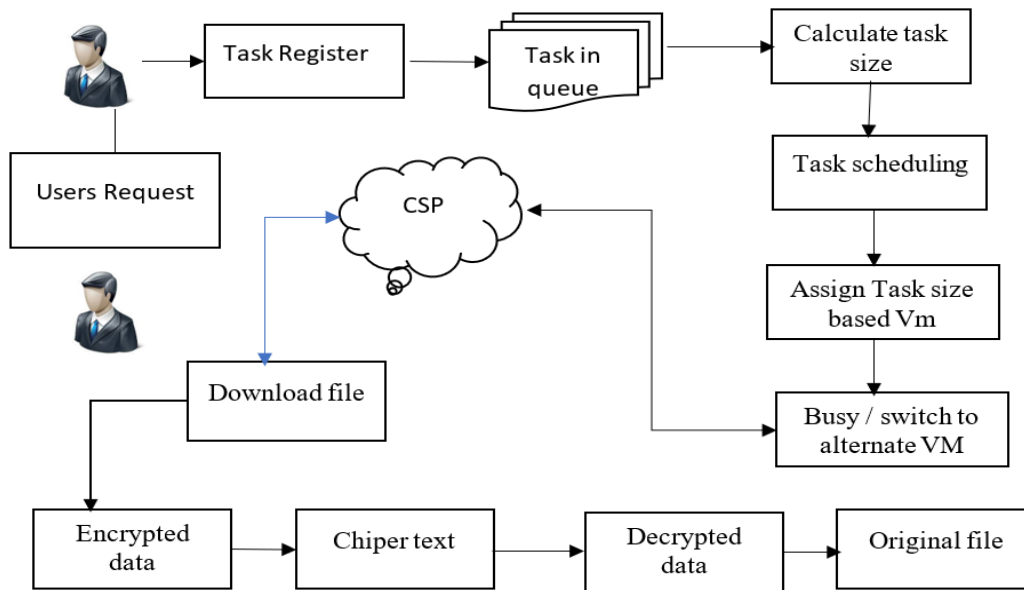 Task Register
Task in
queue
Calculate task
size
Task scheduling
Users Request
CSP
Assign Task size
based Vm
Download file
Busy / switch to
alternate VM
Encrypted
data
Chiper text
Decrypted
data
Original file